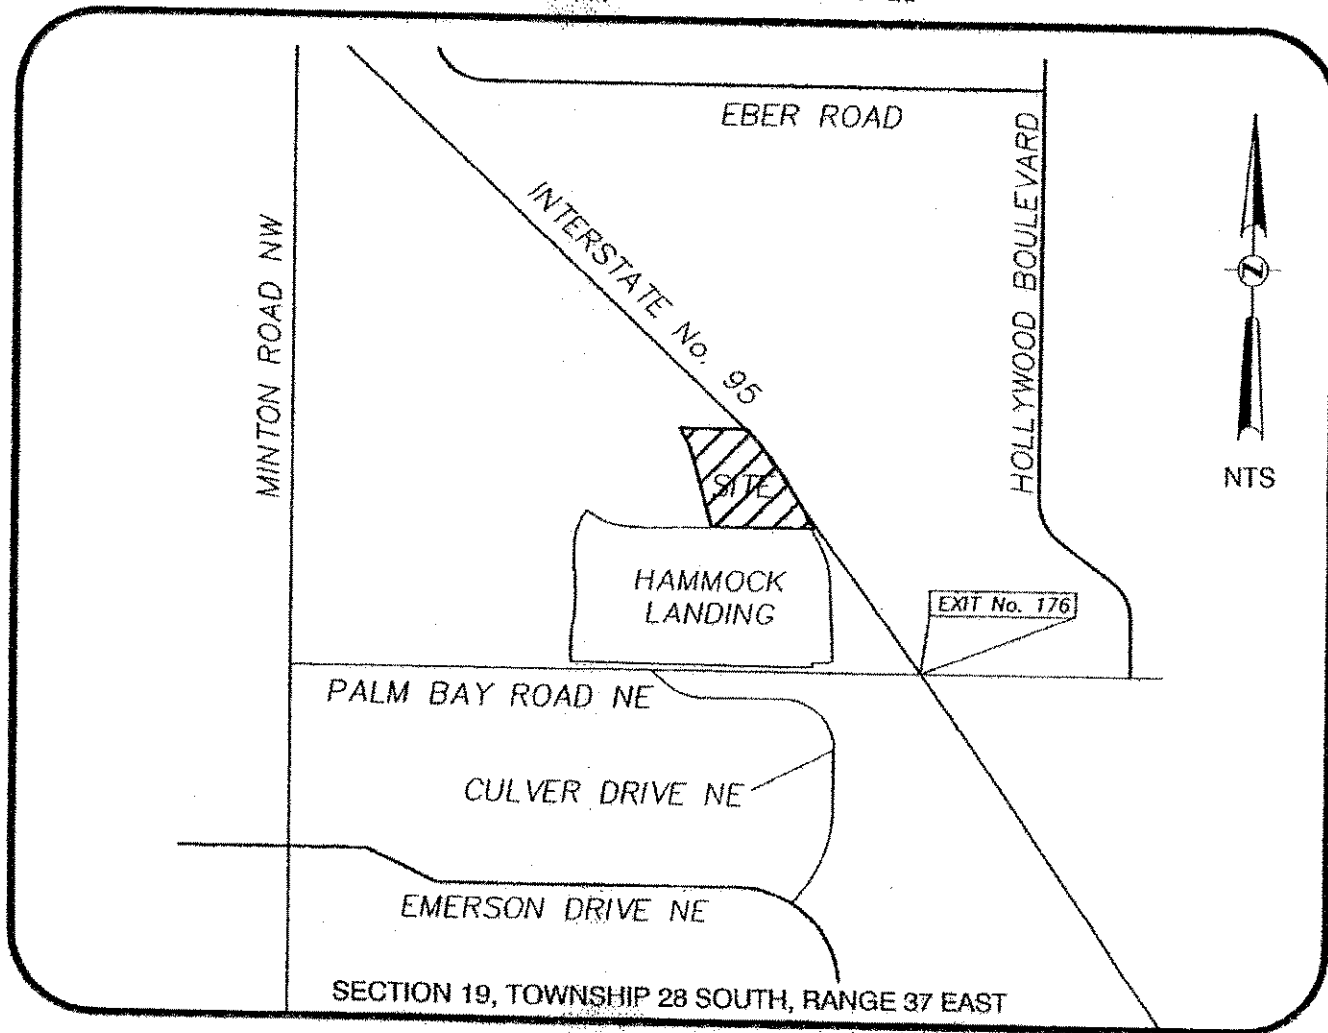 EBER ROAD
HOLLYWOOD BOULEVARD
INTERSTATE No. 95
MINTON ROAD NW
N
NTS
SITE
HAMMOCK
LANDING
EXIT No. 176
PALM BAY ROAD NE
CULVER DRIVE NE
EMERSON DRIVE NE
SECTION 19, TOWNSHIP 28 SOUTH, RANGE 37 EAST